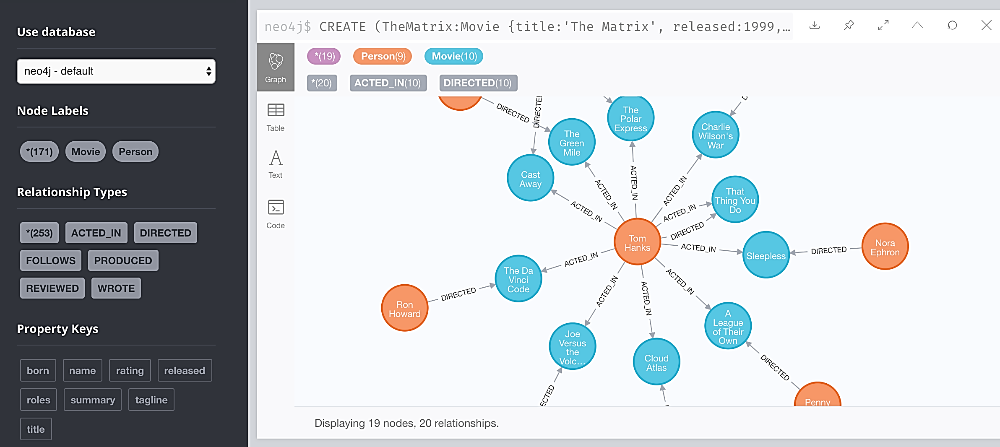 Use database
neo4j - default
Node Labels
*(171) Movie Person
Relationship Types
*(253) ACTED_IN DIRECTED
FOLLOWS PRODUCED
REVIEWED WROTE
Property Keys
born name rating released
roles summary tagline
title
neo4j$ CREATE (TheMatrix:Movie {title:'The Matrix', released:1999,…
Graph
Table
Text
Code
*(19) Person(9) Movie(10)
*(20) ACTED_IN(10) DIRECTED(10)
DIRECTED
DIRECTED
The
Green
Mile
The
Polar
Express
Charlie
Wilson's
War
Cast
Away
ACTED_IN
ACTED_IN
ACTED_IN
ACTED_IN
That
Thing You
Do
ACTED_IN
DIRECTED
Tom
Hanks
ACTED_IN
Sleepless
DIRECTED
Nora
Ephron
ACTED_IN
The Da
Vinci
Code
DIRECTED
Ron
Howard
ACTED_IN
ACTED_IN
ACTED_IN
Joe
Versus
the
Volc...
Cloud
Atlas
A
League
of Their
Own
DIRECTED
ECTED
Penny
Displaying 19 nodes, 20 relationships.